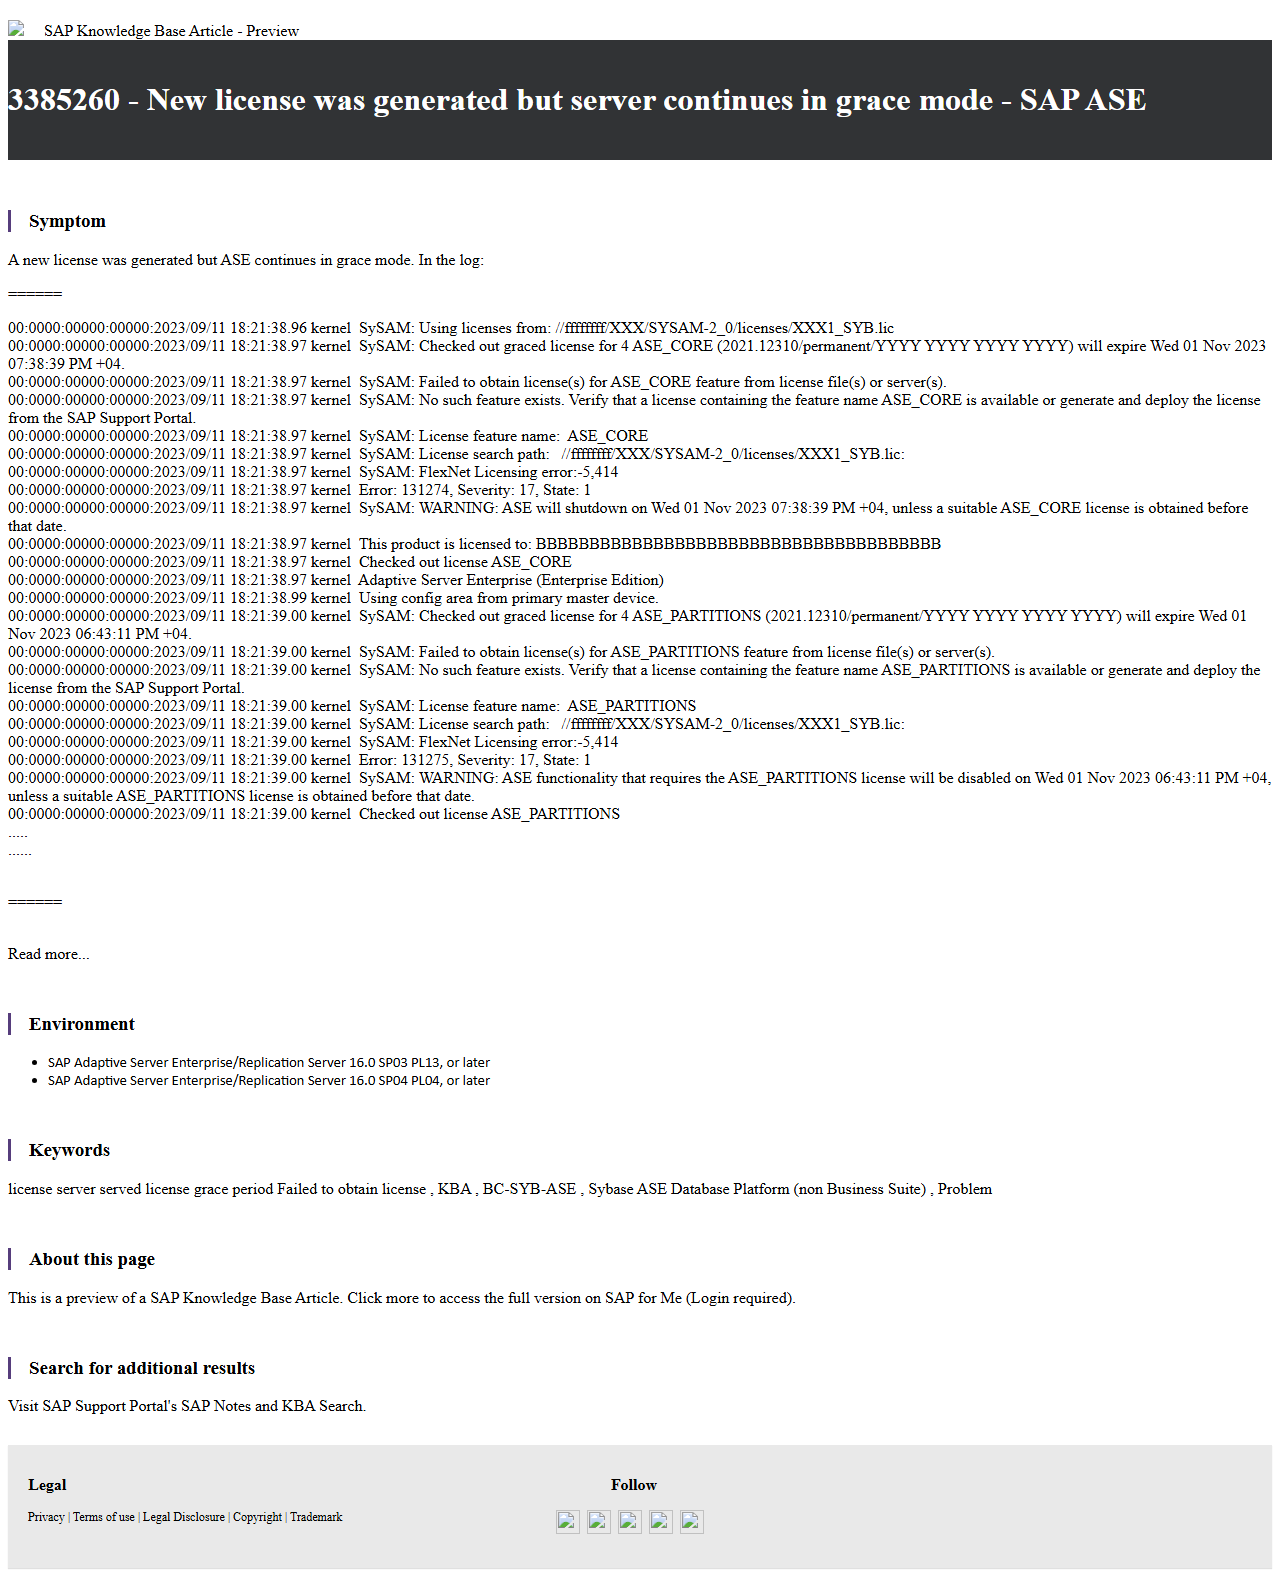 SAP Knowledge Base Article - Preview
3385260 - New license was generated but server continues in grace mode - SAP ASE
Symptom
A new license was generated but ASE continues in grace mode. In the log:
======
00:0000:00000:00000:2023/09/11 18:21:38.96 kernel  SySAM: Using licenses from: //ffffffff/XXX/SYSAM-2_0/licenses/XXX1_SYB.lic
00:0000:00000:00000:2023/09/11 18:21:38.97 kernel  SySAM: Checked out graced license for 4 ASE_CORE (2021.12310/permanent/YYYY YYYY YYYY YYYY) will expire Wed 01 Nov 2023
07:38:39 PM +04.
00:0000:00000:00000:2023/09/11 18:21:38.97 kernel  SySAM: Failed to obtain license(s) for ASE_CORE feature from license file(s) or server(s).
00:0000:00000:00000:2023/09/11 18:21:38.97 kernel  SySAM: No such feature exists. Verify that a license containing the feature name ASE_CORE is available or generate and deploy the license
from the SAP Support Portal.
00:0000:00000:00000:2023/09/11 18:21:38.97 kernel  SySAM: License feature name:  ASE_CORE
00:0000:00000:00000:2023/09/11 18:21:38.97 kernel  SySAM: License search path:   //ffffffff/XXX/SYSAM-2_0/licenses/XXX1_SYB.lic:
00:0000:00000:00000:2023/09/11 18:21:38.97 kernel  SySAM: FlexNet Licensing error:-5,414
00:0000:00000:00000:2023/09/11 18:21:38.97 kernel  Error: 131274, Severity: 17, State: 1
00:0000:00000:00000:2023/09/11 18:21:38.97 kernel  SySAM: WARNING: ASE will shutdown on Wed 01 Nov 2023 07:38:39 PM +04, unless a suitable ASE_CORE license is obtained before
that date.
00:0000:00000:00000:2023/09/11 18:21:38.97 kernel  This product is licensed to: BBBBBBBBBBBBBBBBBBBBBBBBBBBBBBBBBBBBBB
00:0000:00000:00000:2023/09/11 18:21:38.97 kernel  Checked out license ASE_CORE
00:0000:00000:00000:2023/09/11 18:21:38.97 kernel  Adaptive Server Enterprise (Enterprise Edition)
00:0000:00000:00000:2023/09/11 18:21:38.99 kernel  Using config area from primary master device.
00:0000:00000:00000:2023/09/11 18:21:39.00 kernel  SySAM: Checked out graced license for 4 ASE_PARTITIONS (2021.12310/permanent/YYYY YYYY YYYY YYYY) will expire Wed 01
Nov 2023 06:43:11 PM +04.
00:0000:00000:00000:2023/09/11 18:21:39.00 kernel  SySAM: Failed to obtain license(s) for ASE_PARTITIONS feature from license file(s) or server(s).
00:0000:00000:00000:2023/09/11 18:21:39.00 kernel  SySAM: No such feature exists. Verify that a license containing the feature name ASE_PARTITIONS is available or generate and deploy the
license from the SAP Support Portal.
00:0000:00000:00000:2023/09/11 18:21:39.00 kernel  SySAM: License feature name:  ASE_PARTITIONS
00:0000:00000:00000:2023/09/11 18:21:39.00 kernel  SySAM: License search path:   //ffffffff/XXX/SYSAM-2_0/licenses/XXX1_SYB.lic:
00:0000:00000:00000:2023/09/11 18:21:39.00 kernel  SySAM: FlexNet Licensing error:-5,414
00:0000:00000:00000:2023/09/11 18:21:39.00 kernel  Error: 131275, Severity: 17, State: 1
00:0000:00000:00000:2023/09/11 18:21:39.00 kernel  SySAM: WARNING: ASE functionality that requires the ASE_PARTITIONS license will be disabled on Wed 01 Nov 2023 06:43:11 PM +04,
unless a suitable ASE_PARTITIONS license is obtained before that date.
00:0000:00000:00000:2023/09/11 18:21:39.00 kernel  Checked out license ASE_PARTITIONS
.....
......
======
Read more...
Environment
• SAP Adaptive Server Enterprise/Replication Server 16.0 SP03 PL13, or later
• SAP Adaptive Server Enterprise/Replication Server 16.0 SP04 PL04, or later
Keywords
license server served license grace period Failed to obtain license , KBA , BC-SYB-ASE , Sybase ASE Database Platform (non Business Suite) , Problem
About this page
This is a preview of a SAP Knowledge Base Article. Click more to access the full version on SAP for Me (Login required).
Search for additional results
Visit SAP Support Portal's SAP Notes and KBA Search.
Legal
Privacy | Terms of use | Legal Disclosure | Copyright | Trademark
Follow